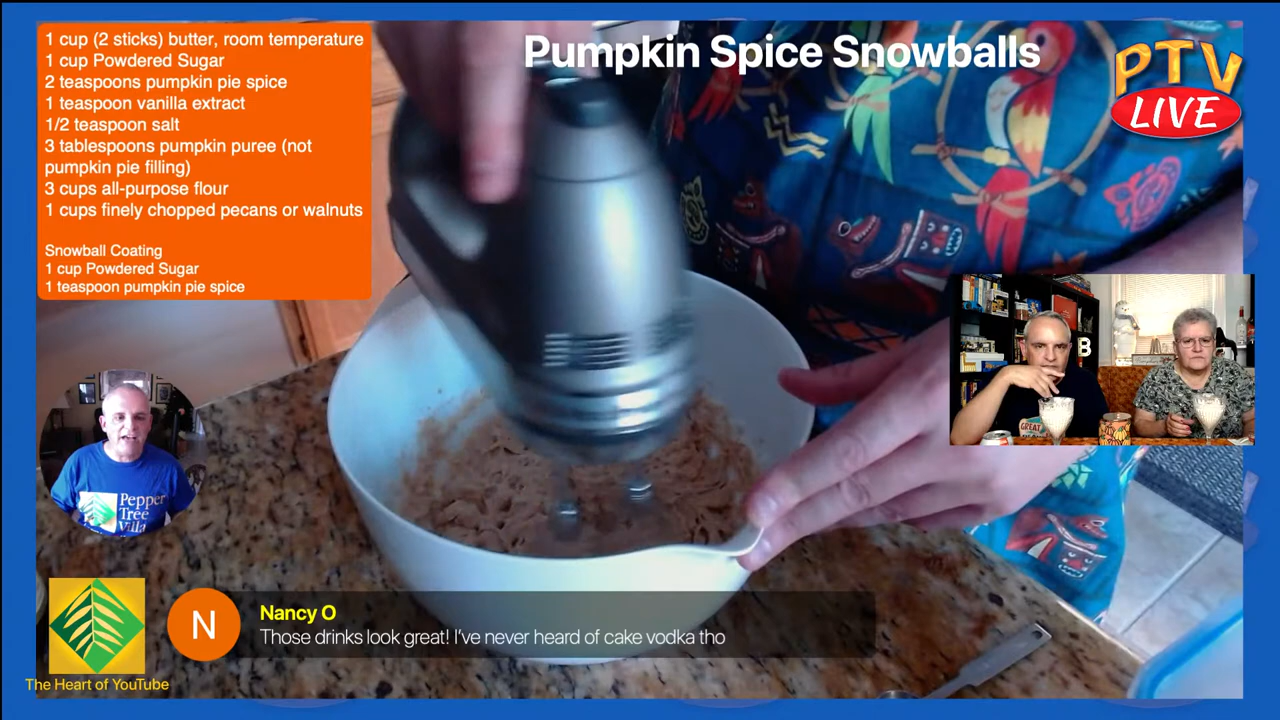 1 cup (2 sticks) butter, room temperature
1 cup Powdered Sugar
2 teaspoons pumpkin pie spice
1 teaspoon vanilla extract
1/2 teaspoon salt
3 tablespoons pumpkin puree (not
pumpkin pie filling)
3 cups all-purpose flour
1 cups finely chopped pecans or walnuts
Snowball Coating
1 cup Powdered Sugar
1 teaspoon pumpkin pie spice
Pumpkin Spice Snowballs
PTV
LIVE
B
GREAT
Pepper
Tree
Villa
N
Nancy O
Those drinks look great! I've never heard of cake vodka tho
The Heart of YouTube